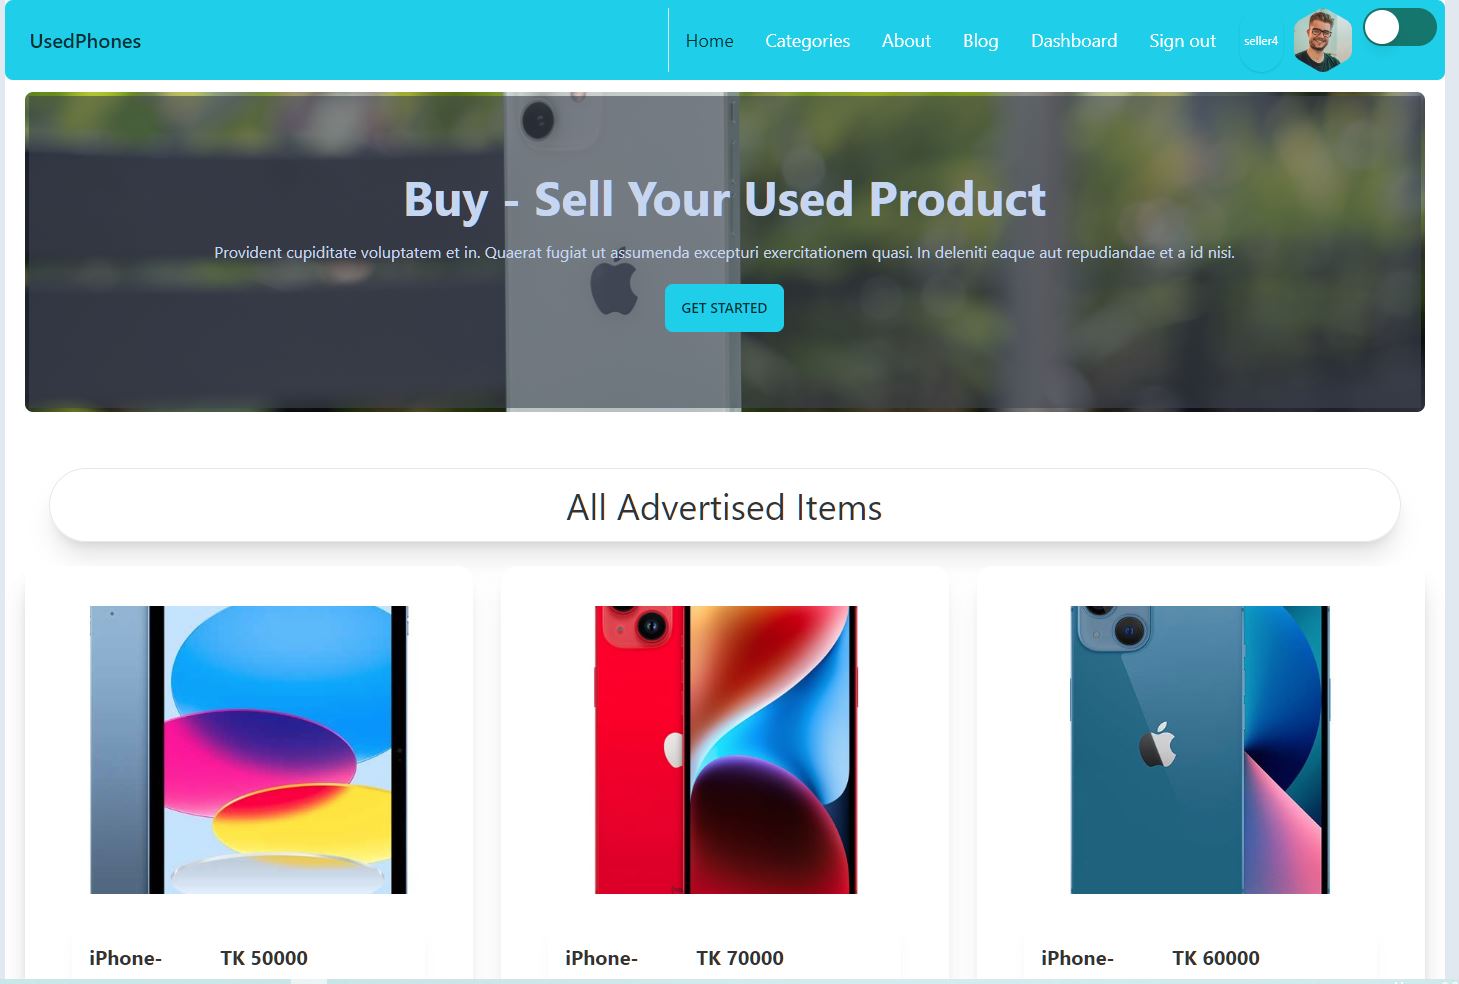 UsedPhones
Home Categories About Blog Dashboard Sign out seller4
Buy - Sell Your Used Product
Provident cupiditate voluptatem et in. Quaerat fugiat ut assumenda excepturi exercitationem quasi. In deleniti eaque aut repudiandae et a id nisi.
GET STARTED
All Advertised Items
iPhone- TK 50000
iPhone- TK 70000
iPhone- TK 60000